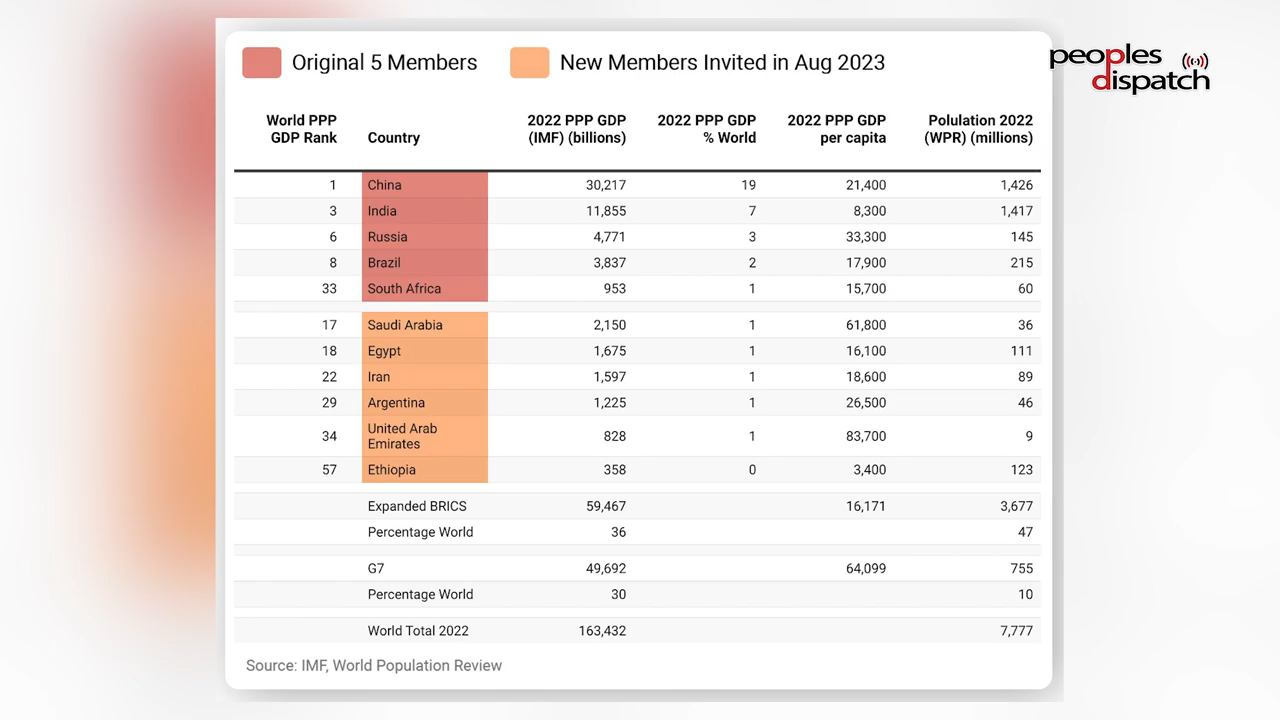 Original 5 Members New Members Invited in Aug 2023
peoples
dispatch
World PPP 2022 PPP GDP 2022 PPP GDP 2022 PPP GDP Polulation 2022
GDP Rank Country (IMF) (billions) % World per capita (WPR) (millions)
1 China 30,217 19 21,400 1,426
3 India 11,855 7 8,300 1,417
6 Russia 4,771 3 33,300 145
8 Brazil 3,837 2 17,900 215
33 South Africa 953 1 15,700 60
17 Saudi Arabia 2,150 1 61,800 36
18 Egypt 1,675 1 16,100 111
22 Iran 1,597 1 18,600 89
29 Argentina 1,225 1 26,500 46
34 United Arab Emirates 828 1 83,700 9
57 Ethiopia 358 0 3,400 123
Expanded BRICS 59,467 16,171 3,677
Percentage World 36 47
G7 49,692 64,099 755
Percentage World 30 10
World Total 2022 163,432 7,777
Source: IMF, World Population Review